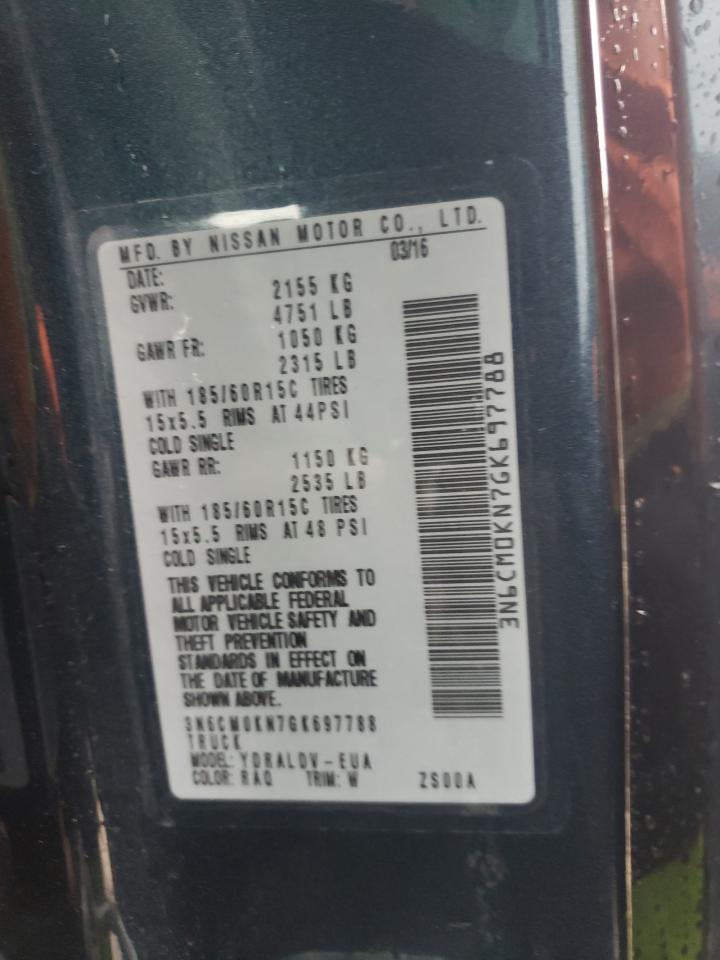 MFD. BY NISSAN MOTOR CO., LTD.
DATE: 03/16
GVWR: 2155 KG
4751 LB
GAWR FR: 1050 KG
2315 LB
WITH 185/60R15C TIRES
15x5.5 RIMS AT 44PSI
COLD SINGLE
GAWR RR: 1150 KG
2535 LB
WITH 185/60R15C TIRES
15x5.5 RIMS AT 48 PSI
COLD SINGLE
THIS VEHICLE CONFORMS TO
ALL APPLICABLE FEDERAL
MOTOR VEHICLE SAFETY AND
THEFT PREVENTION
STANDARDS IN EFFECT ON
THE DATE OF MANUFACTURE
SHOWN ABOVE.
3N6CM0KN7GK697788
TRUCK
MODEL: YDRALDV-EUA
COLOR: RAQ TRIM: W ZS00A
3N6CM0KN7GK697788